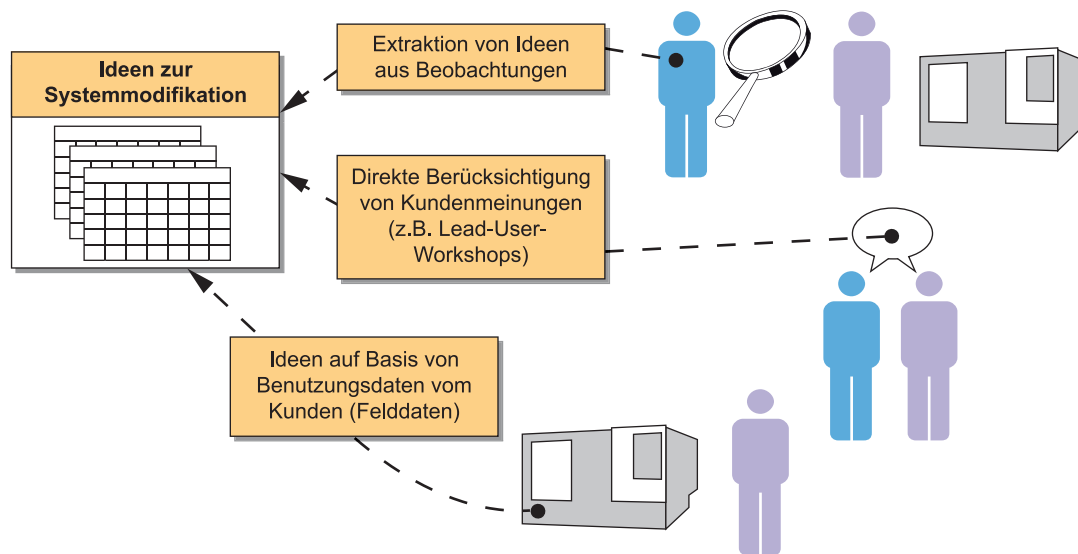 Ideen zur
Systemmodifikation
Extraktion von Ideen
aus Beobachtungen
Direkte Berücksichtigung
von Kundenmeinungen
(z.B. Lead-User-
Workshops)
Ideen auf Basis von
Benutzungsdaten vom
Kunden (Felddaten)